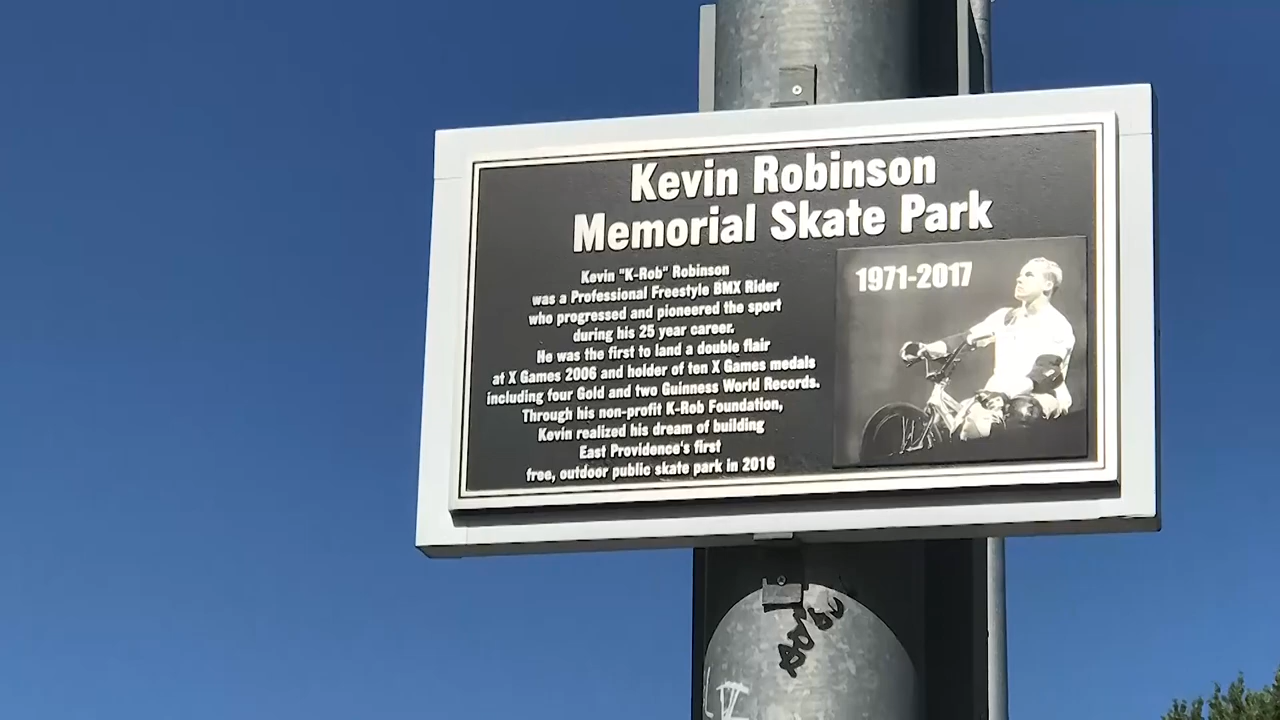 Kevin Robinson
Memorial Skate Park
Kevin "K-Rob" Robinson
was a Professional Freestyle BMX Rider
who progressed and pioneered the sport
during his 25 year career.
He was the first to land a double flair
at X Games 2006 and holder of ten X Games medals
including four Gold and two Guinness World Records.
Through his non-profit K-Rob Foundation,
Kevin realized his dream of building
East Providence's first
free, outdoor public skate park in 2016
1971-2017